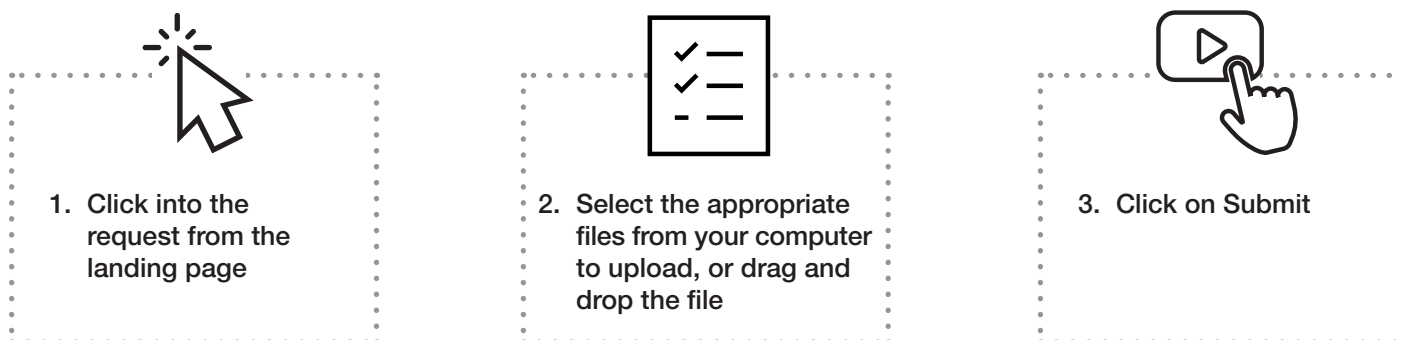 1. Click into the
request from the
landing page
2. Select the appropriate
files from your computer
to upload, or drag and
drop the file
3. Click on Submit